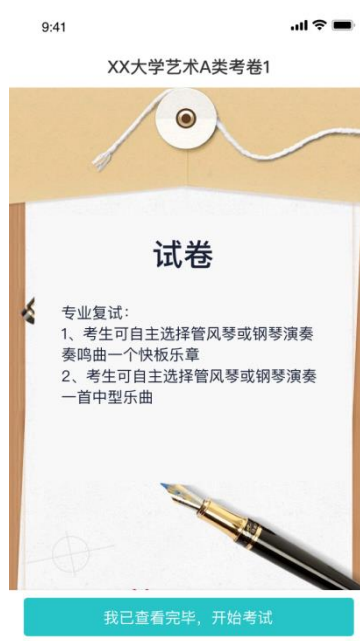 9:41
XX大学艺术A类考卷1
试卷
专业复试：
1、考生可自主选择管风琴或钢琴演奏
奏鸣曲一个快板乐章
2、考生可自主选择管风琴或钢琴演奏
一首中型乐曲
我已查看完毕，开始考试